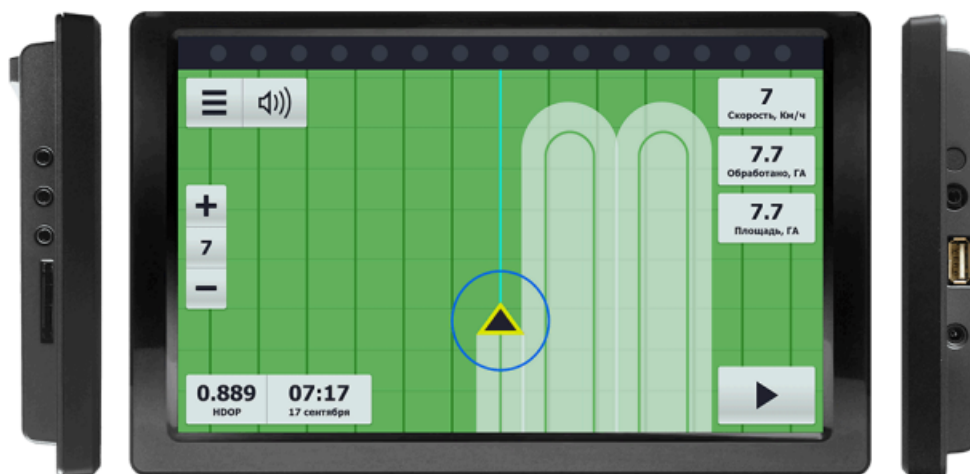 7
Скорость, Км/ч
7.7
Обработано, ГА
7.7
Площадь, ГА
+
7
−
0.889
HDOP
07:17
17 сентября